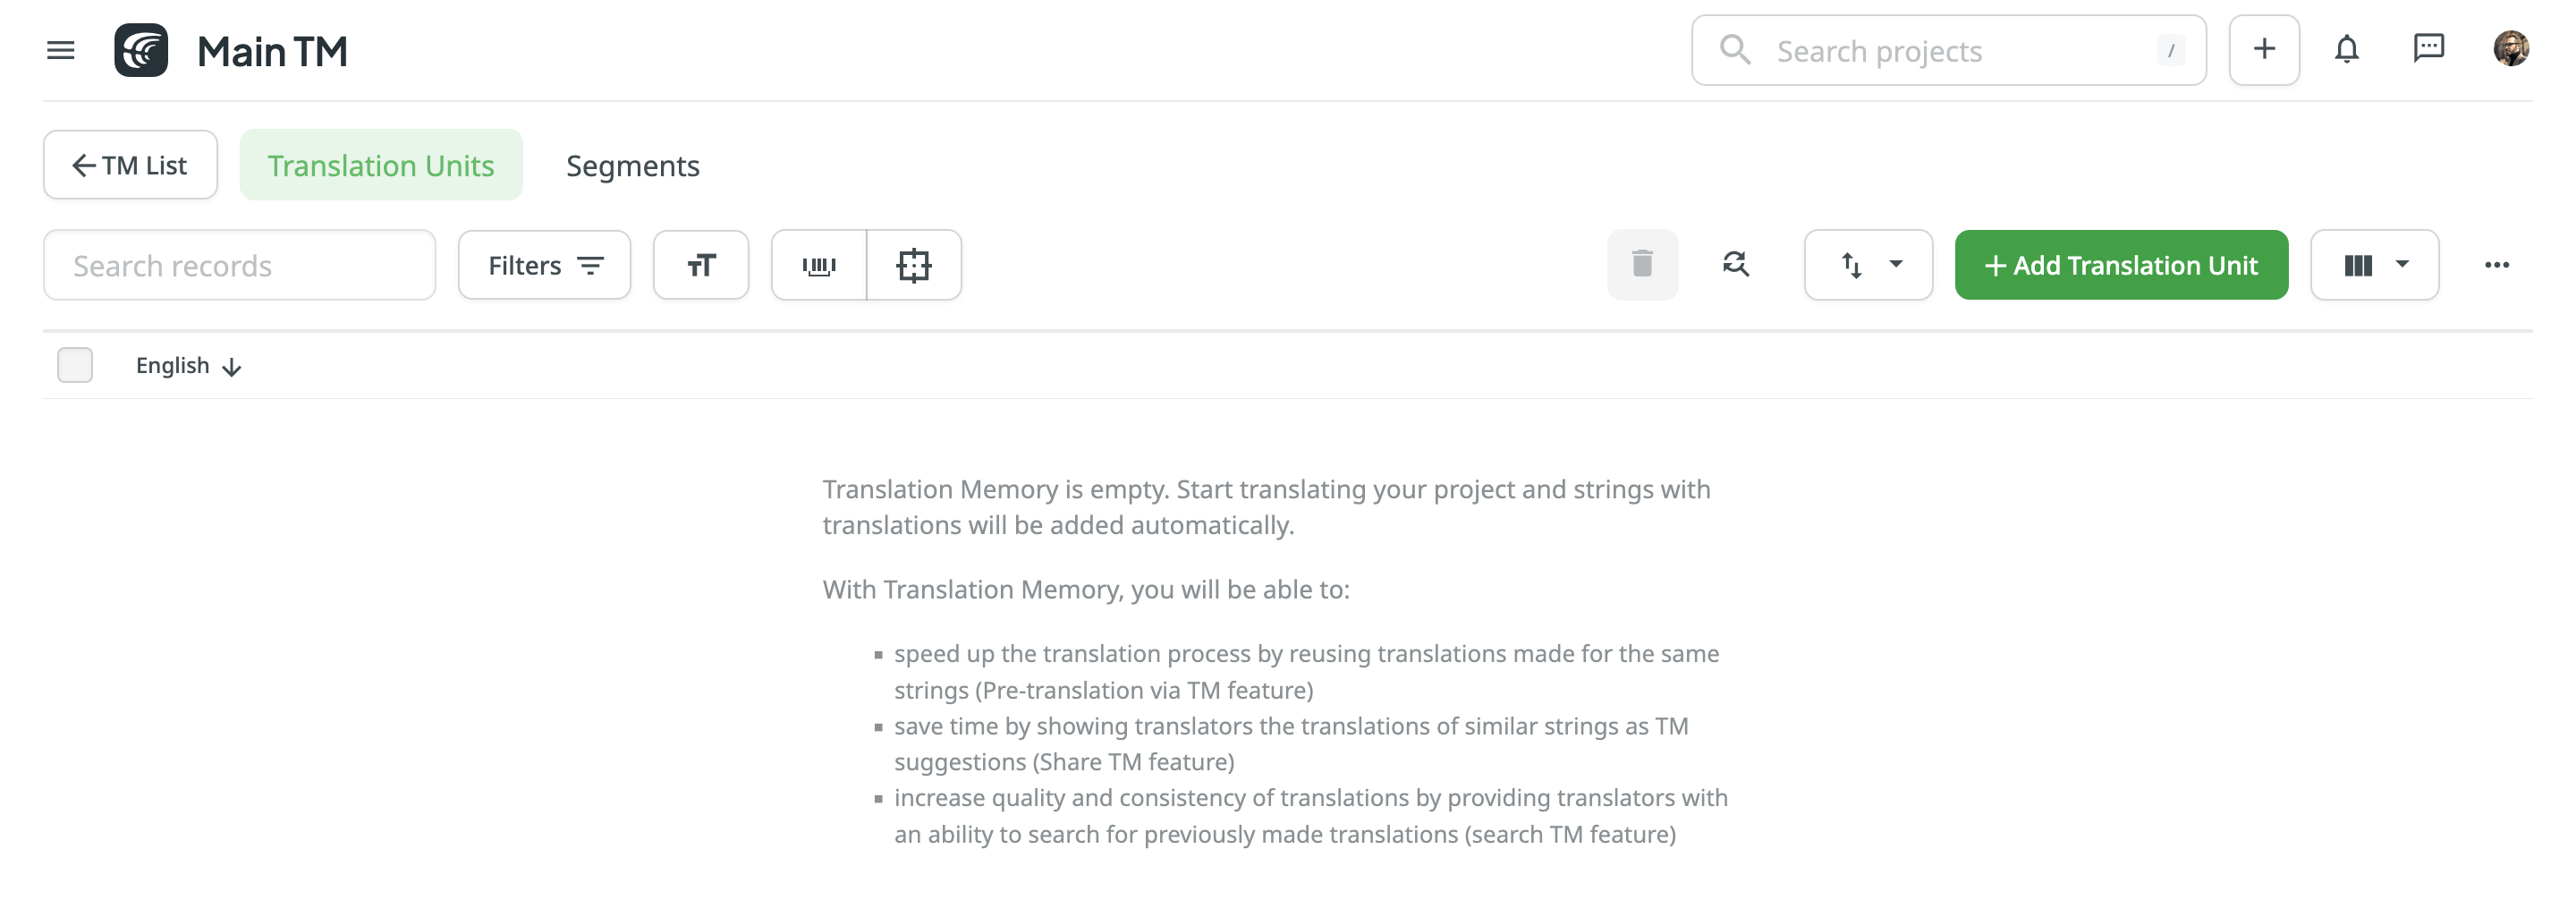 Main TM
Search projects
/
TM List
Translation Units
Segments
Search records
Filters
Add Translation Unit
English
Translation Memory is empty. Start translating your project and strings with
translations will be added automatically.
With Translation Memory, you will be able to:
speed up the translation process by reusing translations made for the same
strings (Pre-translation via TM feature)
save time by showing translators the translations of similar strings as TM
suggestions (Share TM feature)
increase quality and consistency of translations by providing translators with
an ability to search for previously made translations (search TM feature)